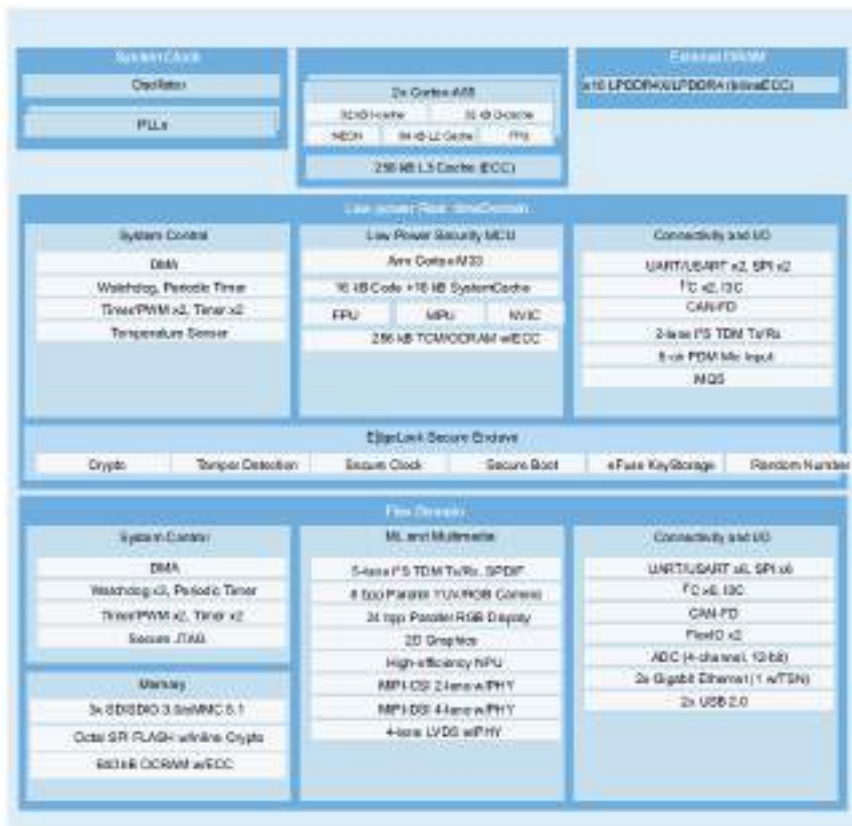 System Clock
Oscillator
PLLs
2x Cortex-A55
32 kB I-cache
32 kB D-cache
NEON
64 kB L2 Cache
FPU
256 kB L3 Cache (ECC)
External DRAM
x16 LPDDR4X/LPDDR4 (InlineECC)
Low-power Real-timeDomain
System Control
DMA
Watchdog, Periodic Timer
Timer/PWM x2, Timer x2
Temperature Sensor
Low Power Security MCU
Arm Cortex-M33
16 kB Code +16 kB SystemCache
FPU
MPU
NVIC
256 kB TCM/OCRAM w/ECC
Connectivity and I/O
UART/USART x2, SPI x2
I²C x2, I3C
CAN-FD
2-lane I²S TDM Tx/Rx
8-ch PDM Mic Input
MQS
EdgeLock Secure Enclave
Crypto
Tamper Detection
Secure Clock
Secure Boot
eFuse KeyStorage
Random Number
Flex Domain
System Control
DMA
Watchdog x3, Periodic Timer
Timer/PWM x2, Timer x2
Secure JTAG
Memory
3x SD/SDIO 3.0/eMMC 5.1
Octal SPI FLASH w/Inline Crypto
640 kB OCRAM w/ECC
ML and Multimedia
5-lane I²S TDM Tx/Rx, SPDIF
8 bpp Parallel YUV/RGB Camera
24 bpp Parallel RGB Display
2D Graphics
High-efficiency NPU
MIPI-CSI 2-lane w/PHY
MIPI-DSI 4-lane w/PHY
4-lane LVDS w/PHY
Connectivity and I/O
UART/USART x6, SPI x6
I²C x6, I3C
CAN-FD
FlexIO x2
ADC (4-channel, 12-bit)
2x Gigabit Ethernet (1 w/TSN)
2x USB 2.0